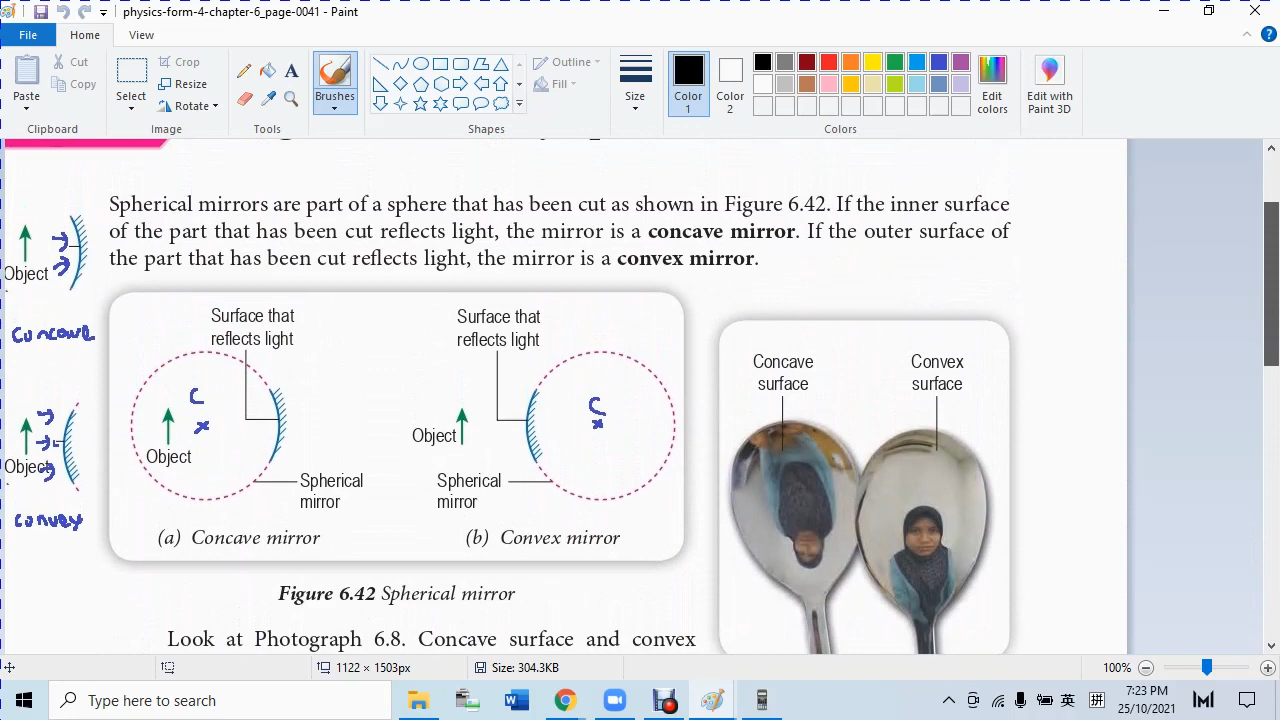 physics-form-4-chapter-6_page-0041 - Paint
File
Home
View
Paste
Cut
Copy
Clipboard
Select
Crop
Resize
Rotate
Image
A
Tools
Brushes
Shapes
Outline
Fill
Size
Color
1
Color
2
Colors
Edit
colors
Edit with
Paint 3D
Spherical mirrors are part of a sphere that has been cut as shown in Figure 6.42. If the inner surface
of the part that has been cut reflects light, the mirror is a concave mirror. If the outer surface of
the part that has been cut reflects light, the mirror is a convex mirror.
Object
Concave
Object
Convex
Surface that
reflects light
C
x
Object
Spherical
mirror
(a) Concave mirror
Surface that
reflects light
C
x
Object
Spherical
mirror
(b) Convex mirror
Figure 6.42 Spherical mirror
Concave
surface
Convex
surface
Look at Photograph 6.8. Concave surface and convex
1122 × 1503px
Size: 304.3KB
100%
Type here to search
英
拼
7:23 PM
25/10/2021